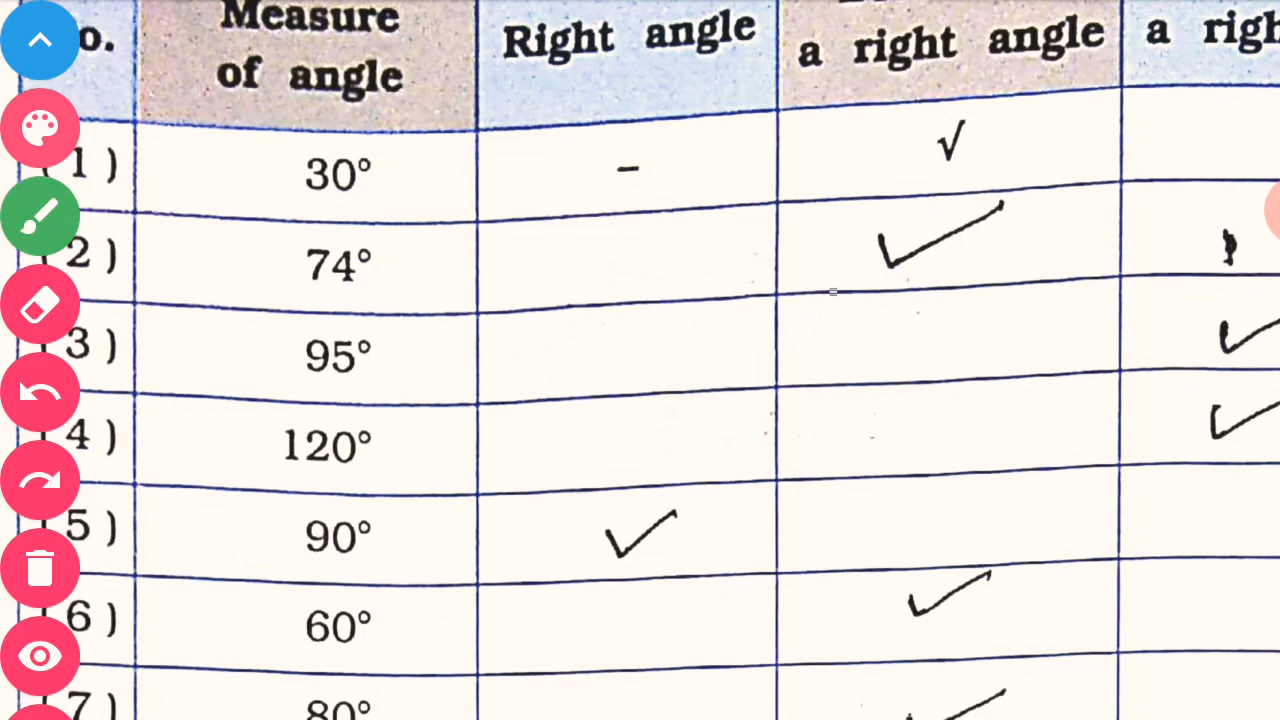 o. Measure of angle Right angle a right angle a
1) 30° – √
2) 74° ✓
3) 95° ✓
4) 120° ✓
5) 90° ✓
6) 60° ✓
7) 80° ✓